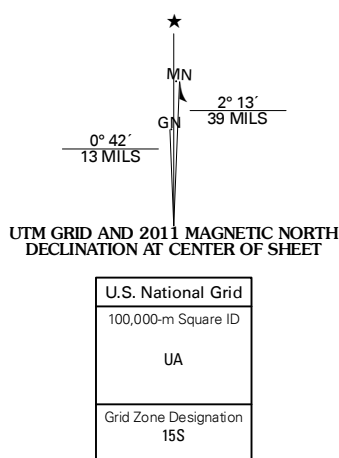 ★
MN
2° 13´
39 MILS
GN
0° 42´
13 MILS
UTM GRID AND 2011 MAGNETIC NORTH
DECLINATION AT CENTER OF SHEET
U.S. National Grid
100,000-m Square ID
UA
Grid Zone Designation
15S